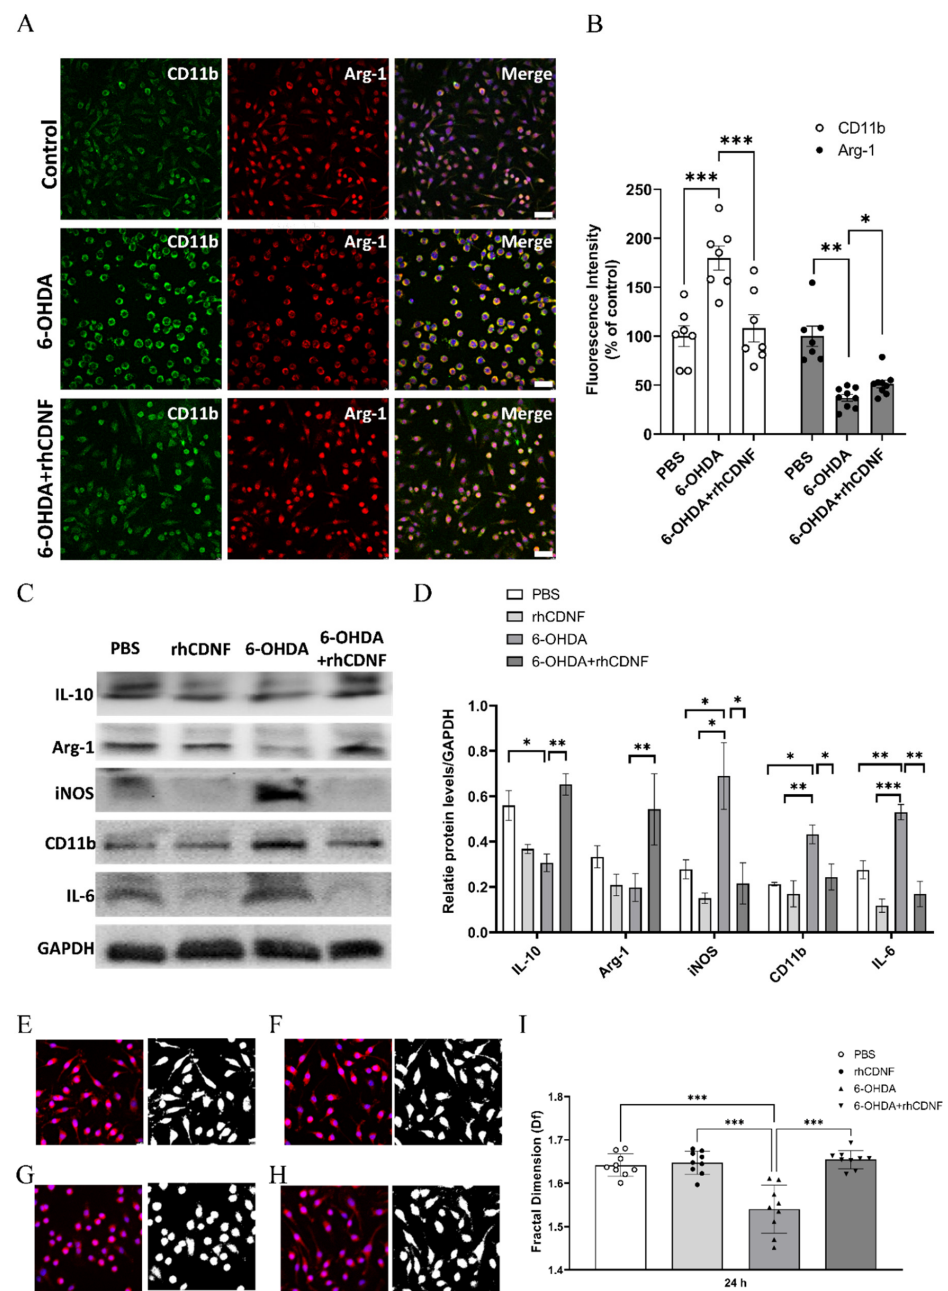 A
CD11b
Arg-1
Merge
Control
CD11b
Arg-1
Merge
6-OHDA
CD11b
Arg-1
Merge
6-OHDA+rhCDNF
B
CD11b
Arg-1
***
***
**
*
Fluorescence Intensity
(% of control)
250
200
150
100
50
0
PBS
6-OHDA
6-OHDA+rhCDNF
PBS
6-OHDA
6-OHDA+rhCDNF
C
PBS
rhCDNF
6-OHDA
6-OHDA
+rhCDNF
IL-10
Arg-1
iNOS
CD11b
IL-6
GAPDH
D
PBS
rhCDNF
6-OHDA
6-OHDA+rhCDNF
Relatie protein levels/GAPDH
1.0
0.8
0.6
0.4
0.2
0.0
*
**
**
*
*
*
*
**
*
**
***
**
IL-10
Arg-1
iNOS
CD11b
IL-6
E
F
G
H
I
PBS
rhCDNF
6-OHDA
6-OHDA+rhCDNF
Fractal Dimension (Df)
1.8
1.7
1.6
1.5
1.4
***
***
***
24 h